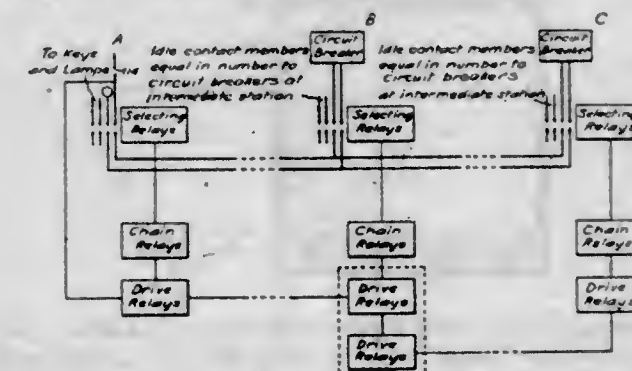 A
B
C
To Keys
and Lamps
Idle contact members
equal in number to
circuit breakers at
intermediate station
Circuit
Breaker
Idle contact members
equal in number to
circuit breakers
at intermediate station
Circuit
Breaker
Selecting
Relays
Selecting
Relays
Selecting
Relays
Chain
Relays
Chain
Relays
Chain
Relays
Drive
Relays
Drive
Relays
Drive
Relays
Drive
Relays